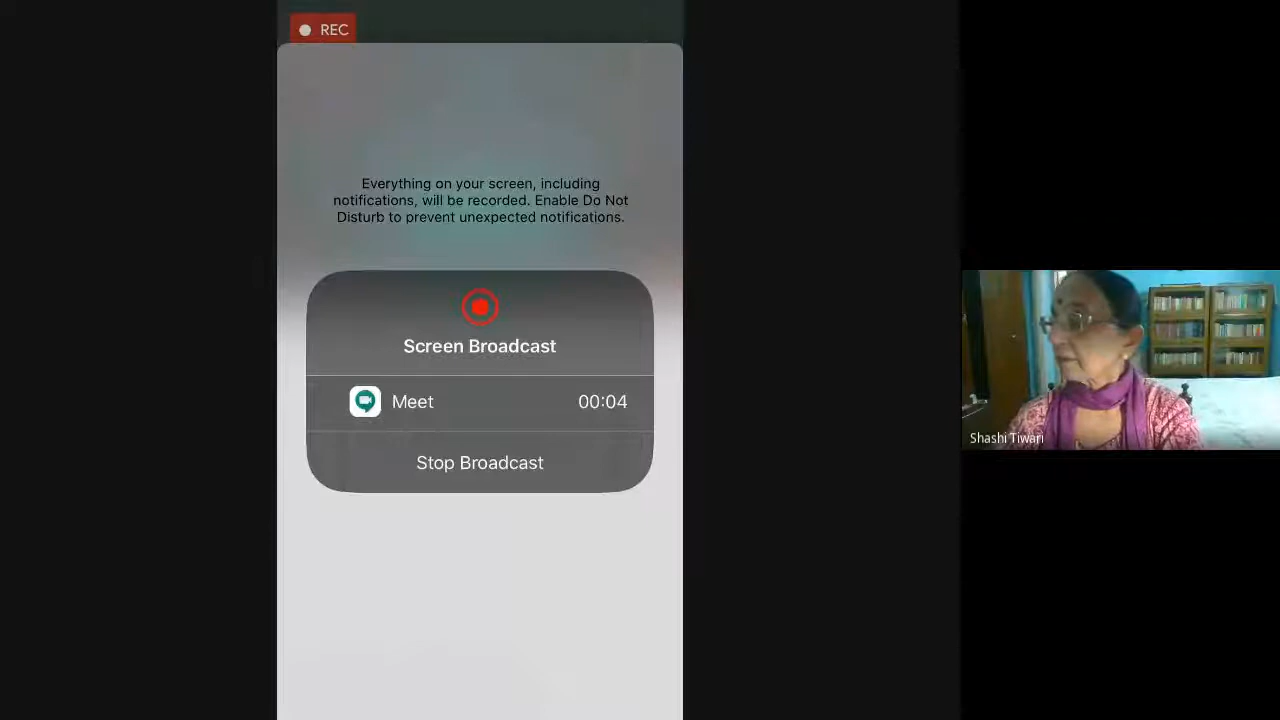 REC
Everything on your screen, including
notifications, will be recorded. Enable Do Not
Disturb to prevent unexpected notifications.
Screen Broadcast
Meet 00:04
Stop Broadcast
Shashi Tiwari